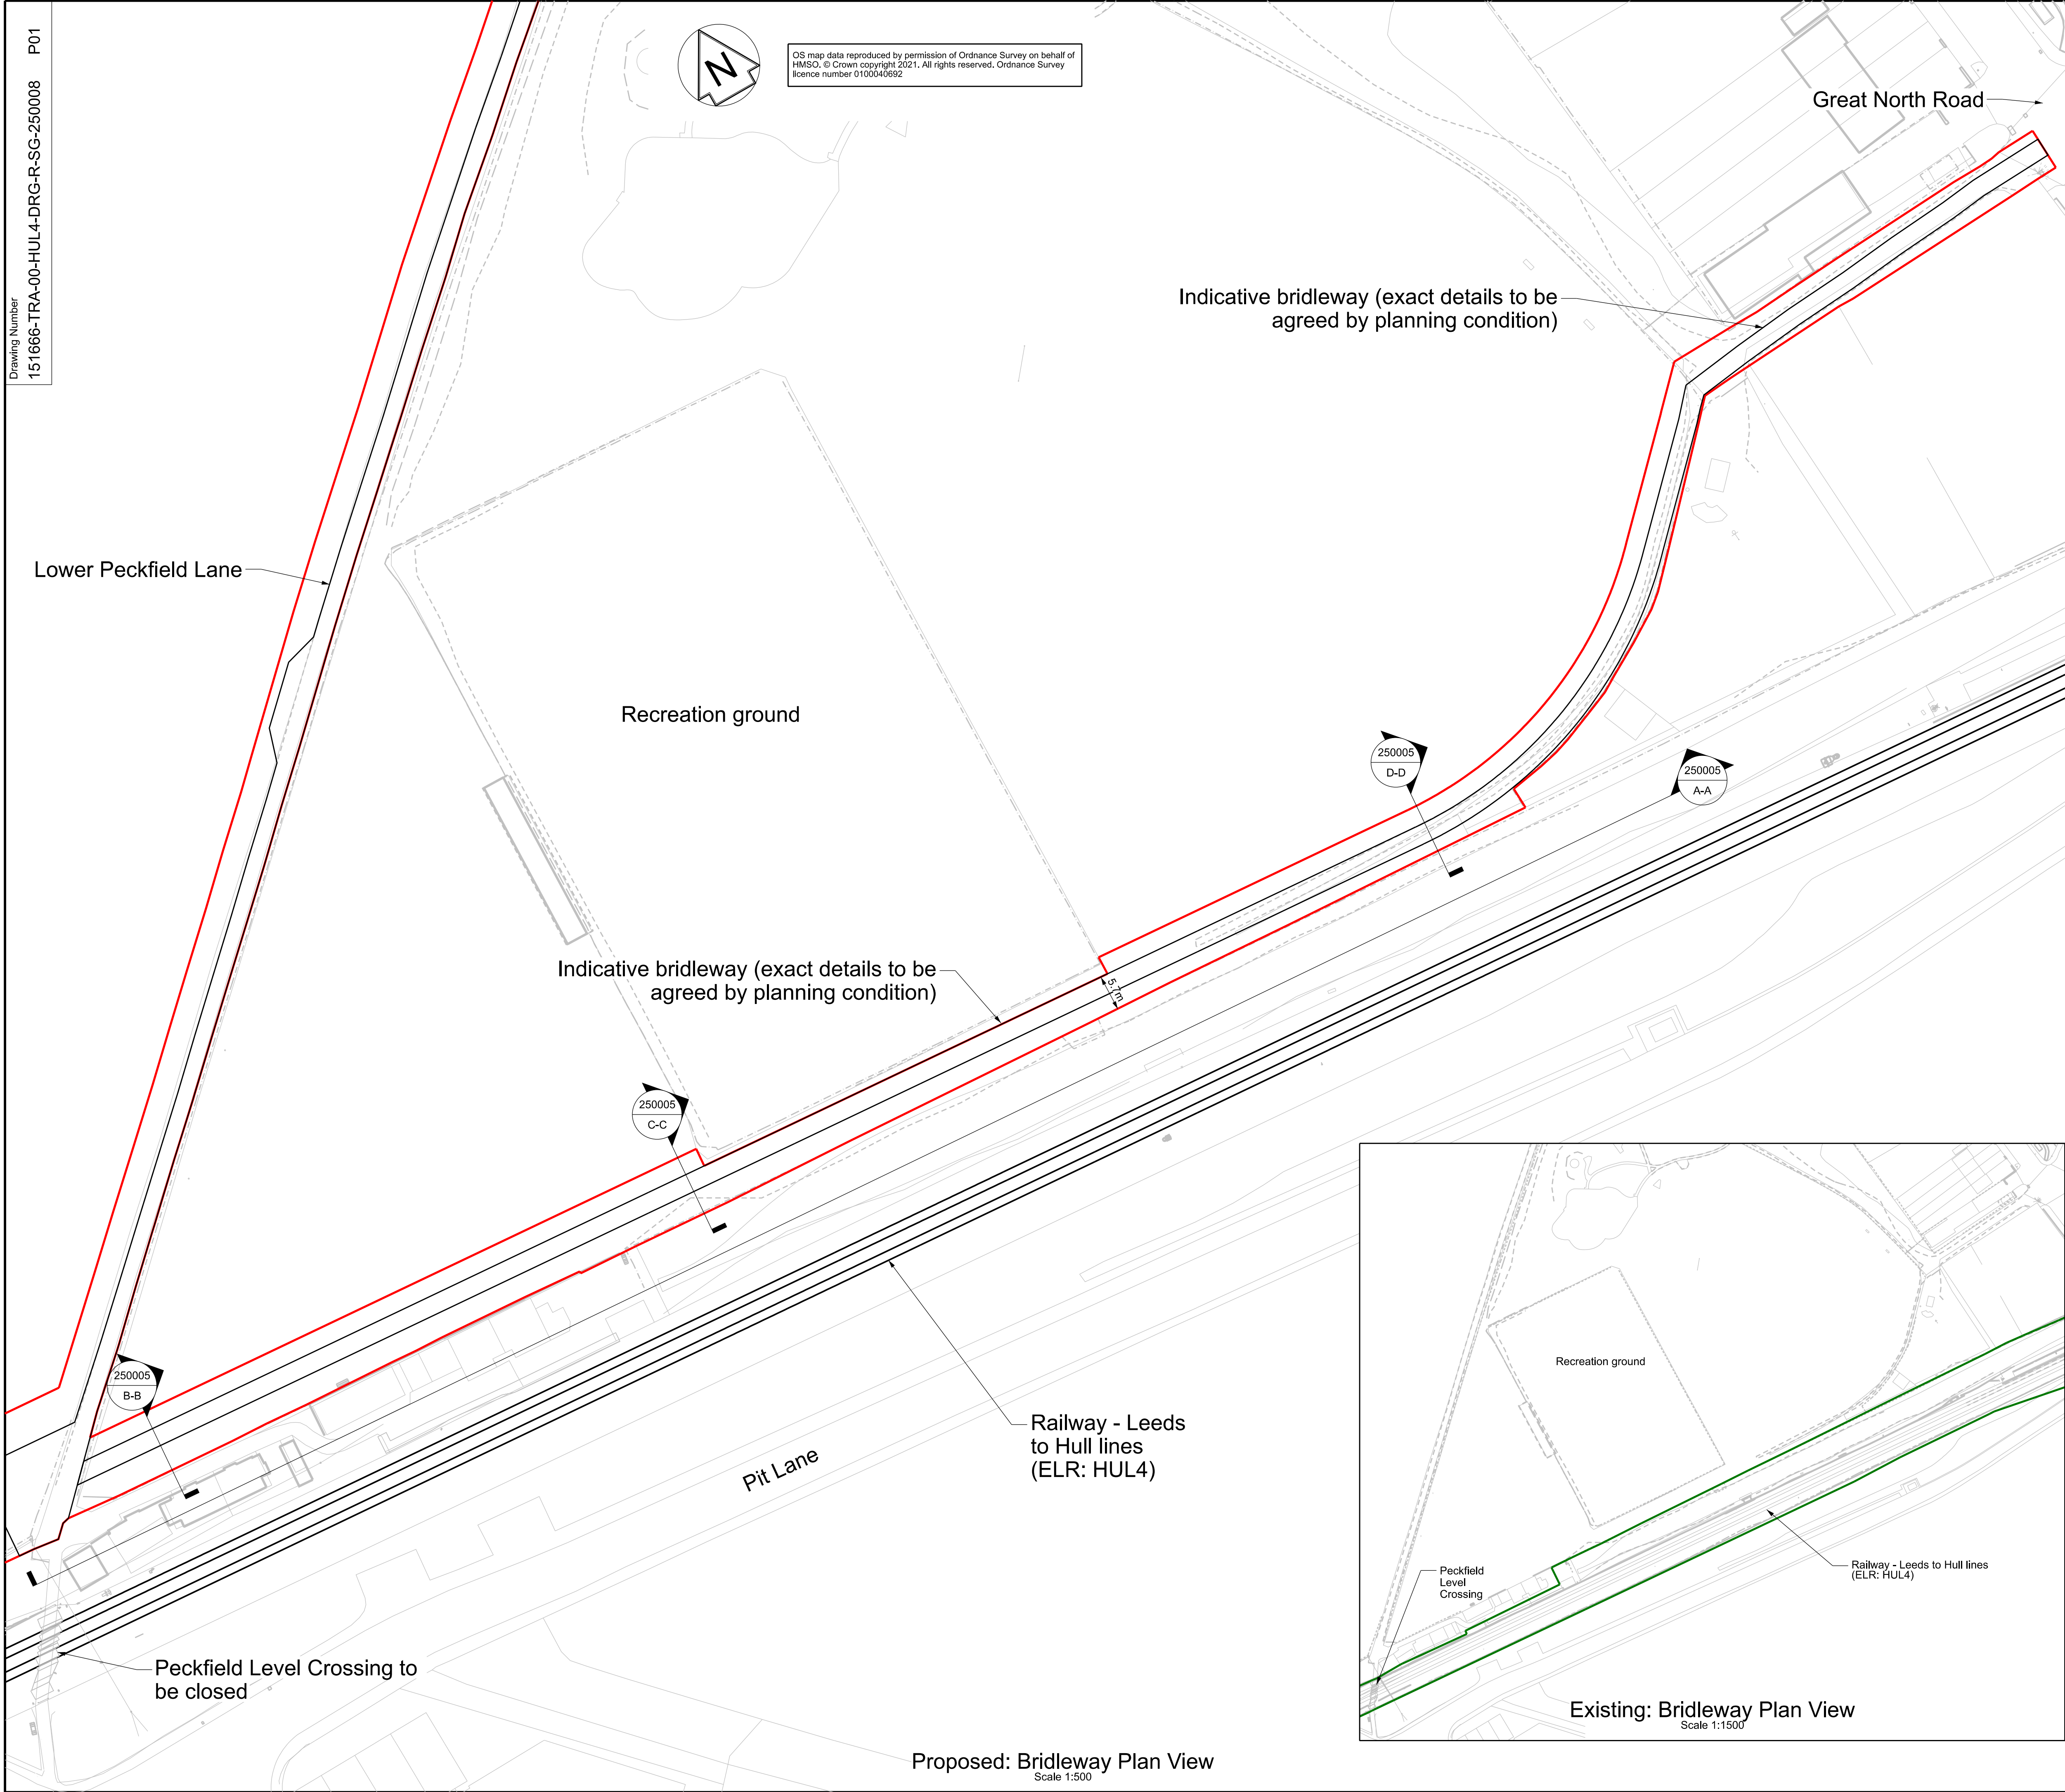 Drawing Number
151666-TRA-00-HUL4-DRG-R-SG-250008 P01
N
OS map data reproduced by permission of Ordnance Survey on behalf of
HMSO. © Crown copyright 2021. All rights reserved. Ordnance Survey
licence number 0100040692
Great North Road
Indicative bridleway (exact details to be
agreed by planning condition)
Lower Peckfield Lane
Recreation ground
250005
D-D
250005
A-A
Indicative bridleway (exact details to be
agreed by planning condition)
5.7m
250005
C-C
250005
B-B
Railway - Leeds
to Hull lines
(ELR: HUL4)
Pit Lane
Peckfield Level Crossing to
be closed
Proposed: Bridleway Plan View
Scale 1:500
Recreation ground
Peckfield
Level
Crossing
Railway - Leeds to Hull lines
(ELR: HUL4)
Existing: Bridleway Plan View
Scale 1:1500